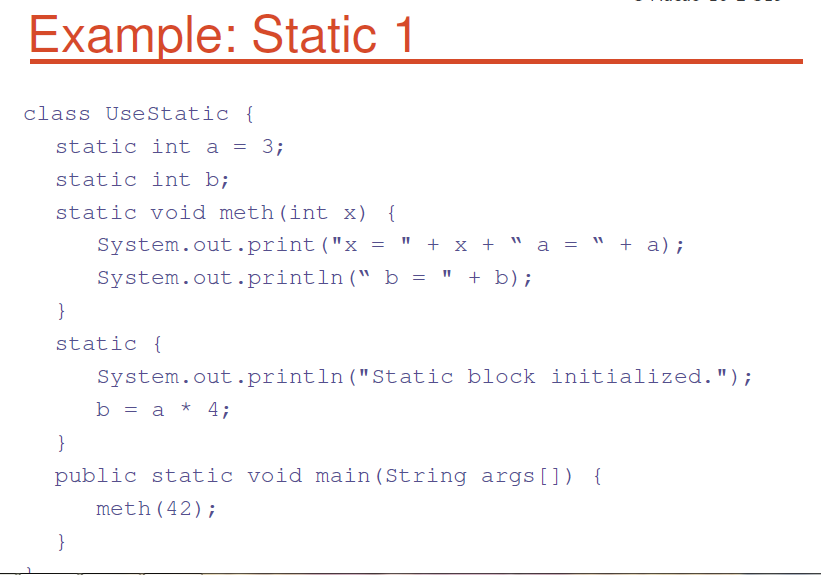 Example: Static 1
class UseStatic {
static int a = 3;
static int b;
static void meth(int x) {
System.out.print("x = " + x + “ a = “ + a);
System.out.println(“ b = " + b);
}
static {
System.out.println("Static block initialized.");
b = a * 4;
}
public static void main(String args[]) {
meth(42);
}